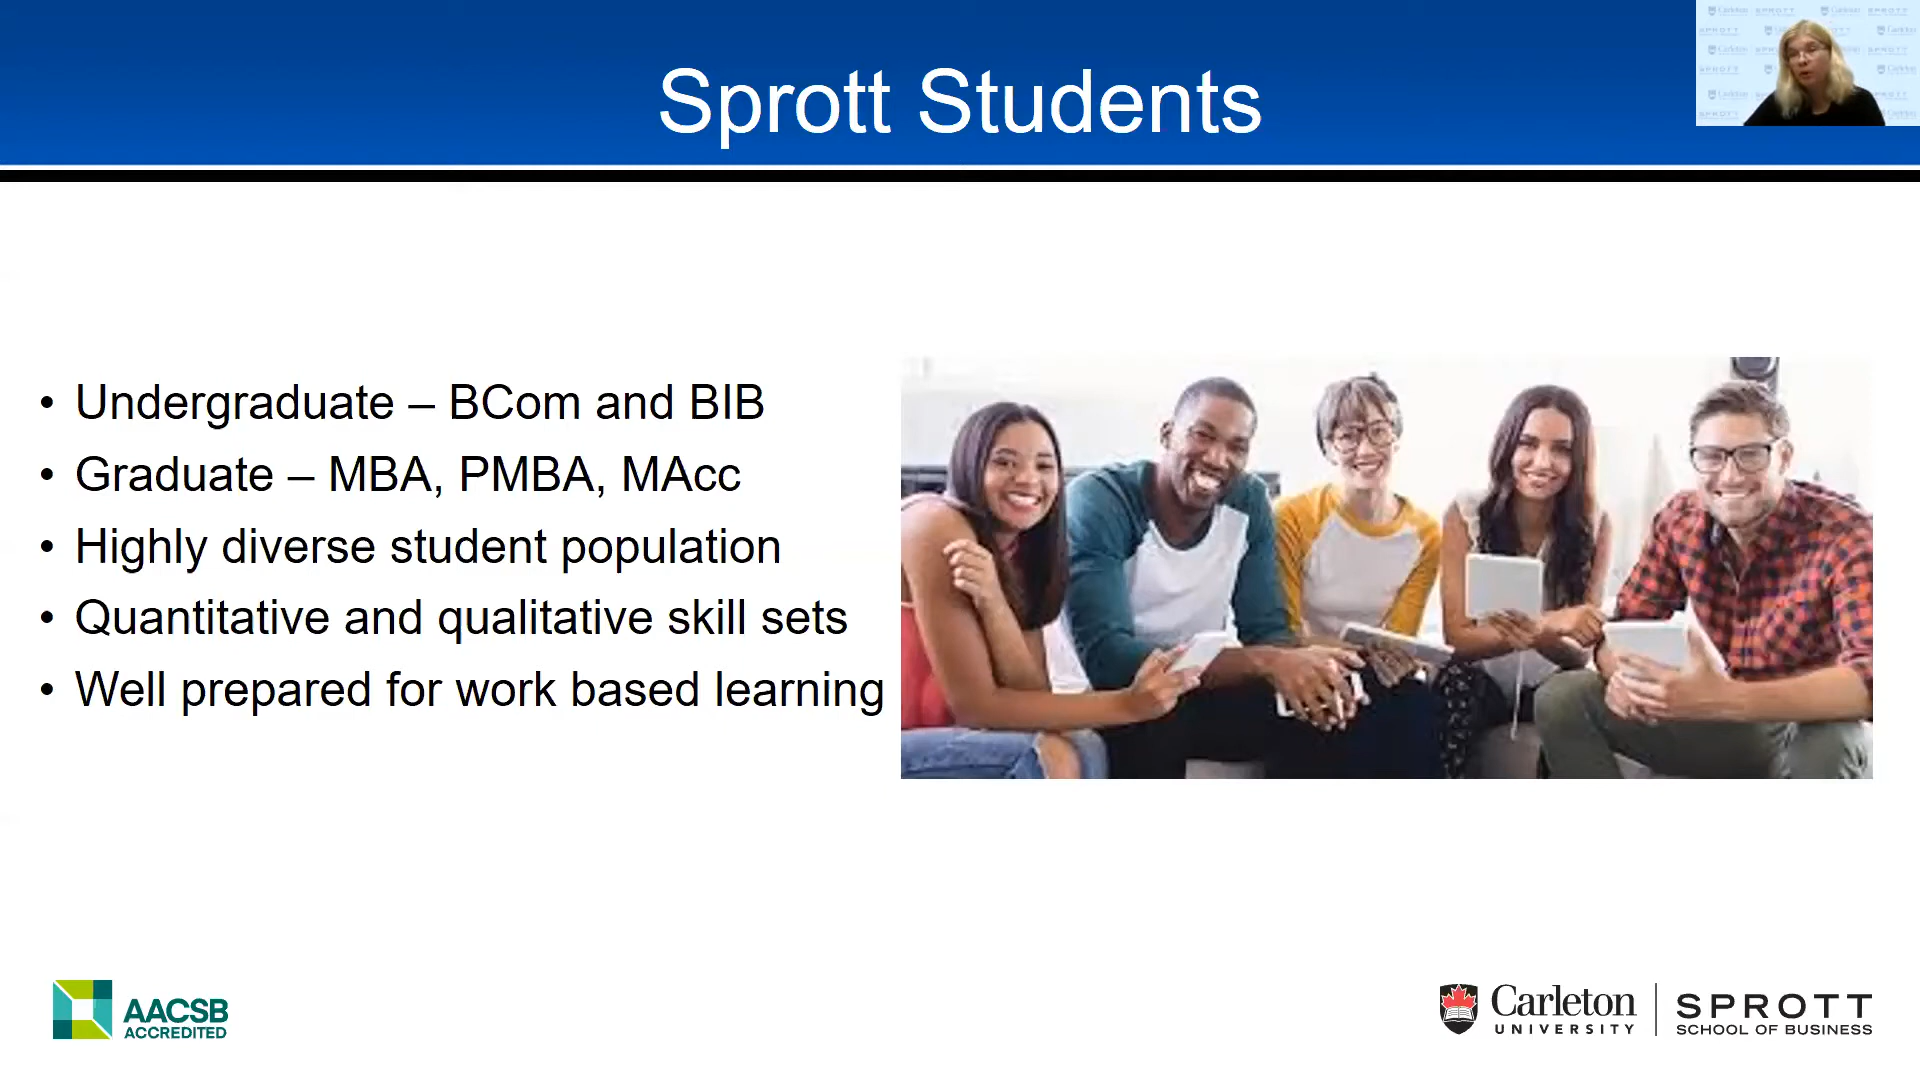 Sprott Students
• Undergraduate – BCom and BIB
• Graduate – MBA, PMBA, MAcc
• Highly diverse student population
• Quantitative and qualitative skill sets
• Well prepared for work based learning
AACSB
ACCREDITED
Carleton
UNIVERSITY
SPROTT
SCHOOL OF BUSINESS